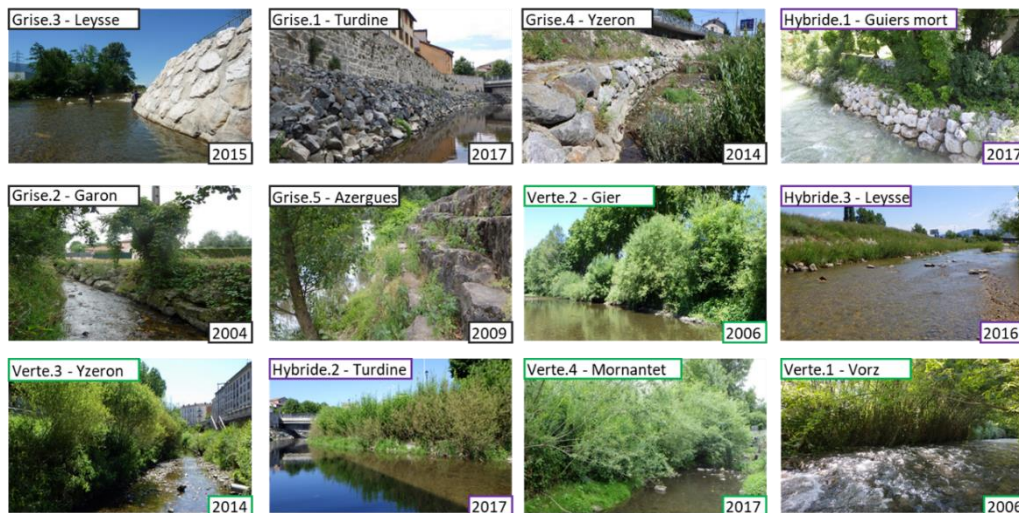 Grise.3 - Leysse
2015
Grise.1 - Turdine
2017
Grise.4 - Yzeron
2014
Hybride.1 - Guiers mort
2017
Grise.2 - Garon
2004
Grise.5 - Azergues
2009
Verte.2 - Gier
2006
Hybride.3 - Leysse
2016
Verte.3 - Yzeron
2014
Hybride.2 - Turdine
2017
Verte.4 - Mornantet
2017
Verte.1 - Vorz
2006